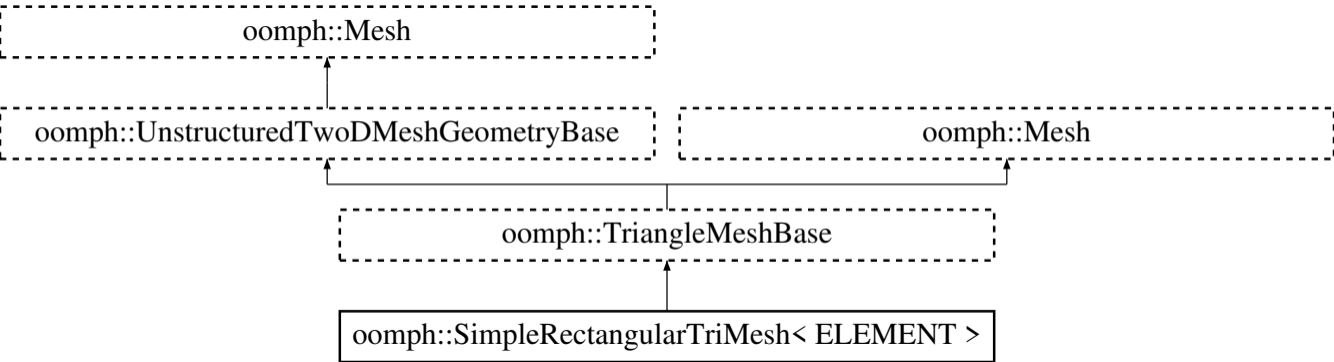 oomph::Mesh
oomph::UnstructuredTwoDMeshGeometryBase
oomph::Mesh
oomph::TriangleMeshBase
oomph::SimpleRectangularTriMesh< ELEMENT >